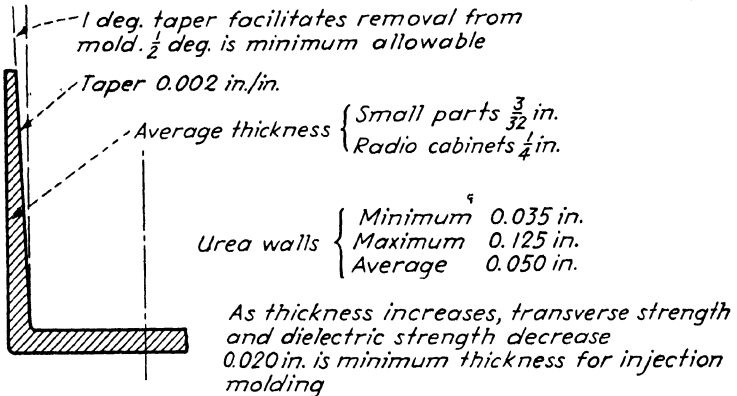 1 deg. taper facilitates removal from
mold. 1/2 deg. is minimum allowable
Taper 0.002 in./in.
Average thickness { Small parts 3/32 in.
Radio cabinets 1/4 in.
Urea walls { Minimum 0.035 in.
Maximum 0.125 in.
Average 0.050 in.
As thickness increases, transverse strength
and dielectric strength decrease
0.020 in. is minimum thickness for injection
molding